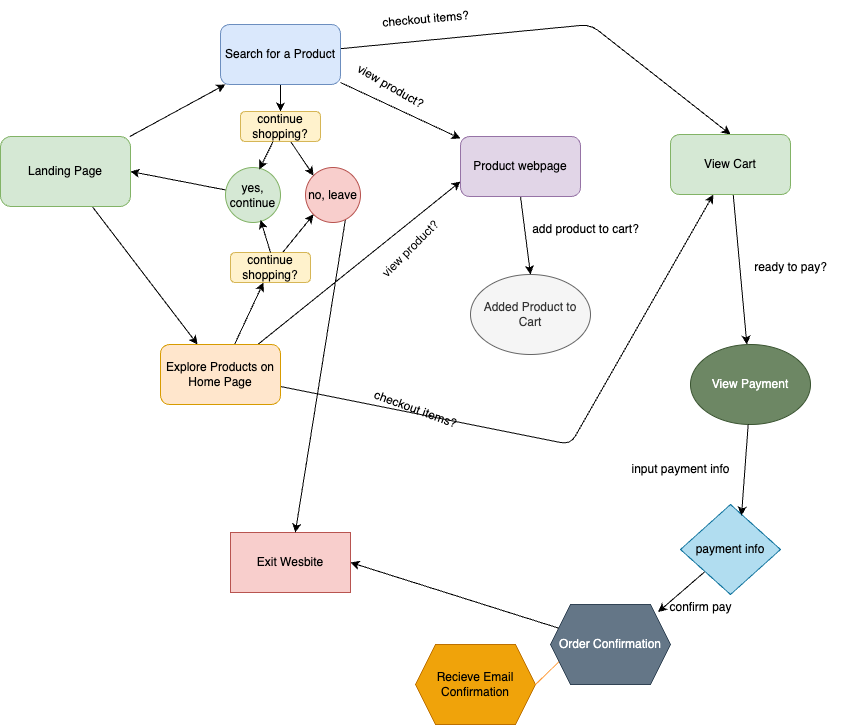 checkout items?
Search for a Product
view product?
continue
shopping?
Landing Page
Product webpage
View Cart
yes,
continue
no, leave
add product to cart?
view product?
continue
shopping?
ready to pay?
Added Product to
Cart
Explore Products on
Home Page
View Payment
checkout items?
input payment info
payment info
Exit Wesbite
confirm pay
Order Confirmation
Recieve Email
Confirmation